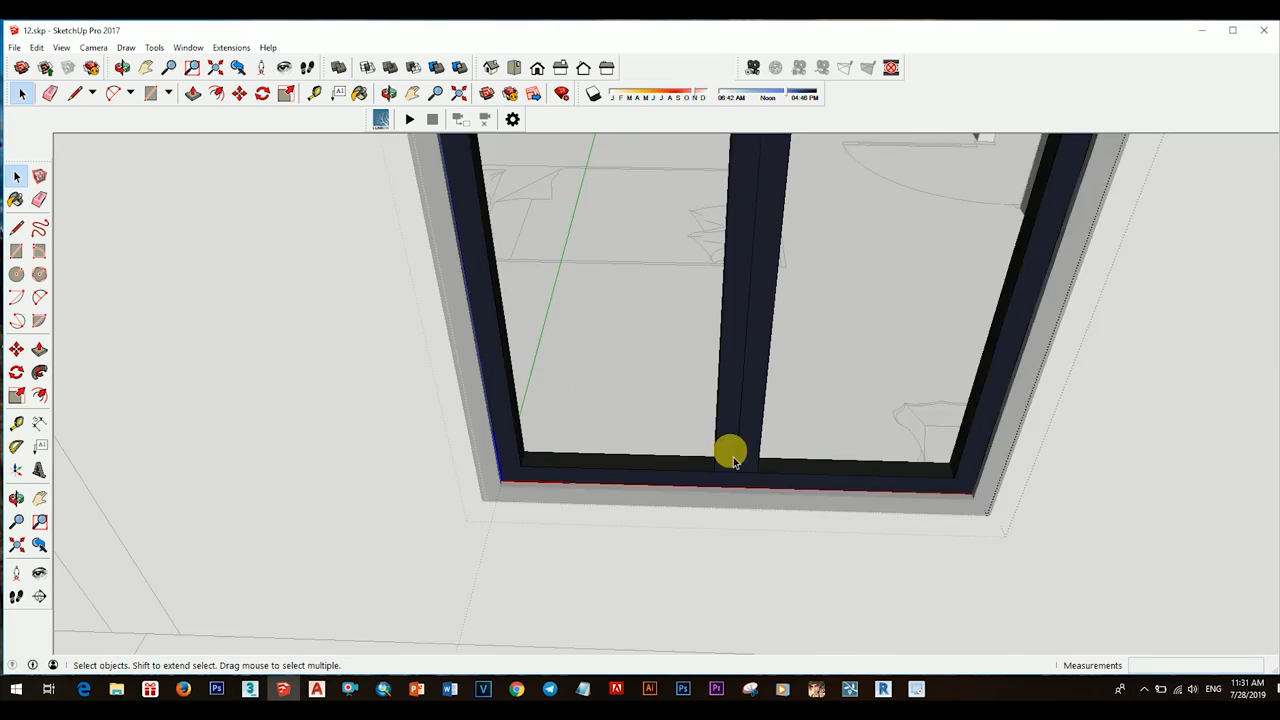 12.skp - SketchUp Pro 2017
File Edit View Camera Draw Tools Window Extensions Help
J F M A M J J A S O N D 06:42 AM Noon 04:46 PM
Select objects. Shift to extend select. Drag mouse to select multiple. Measurements
ENG 11:31 AM
7/28/2019